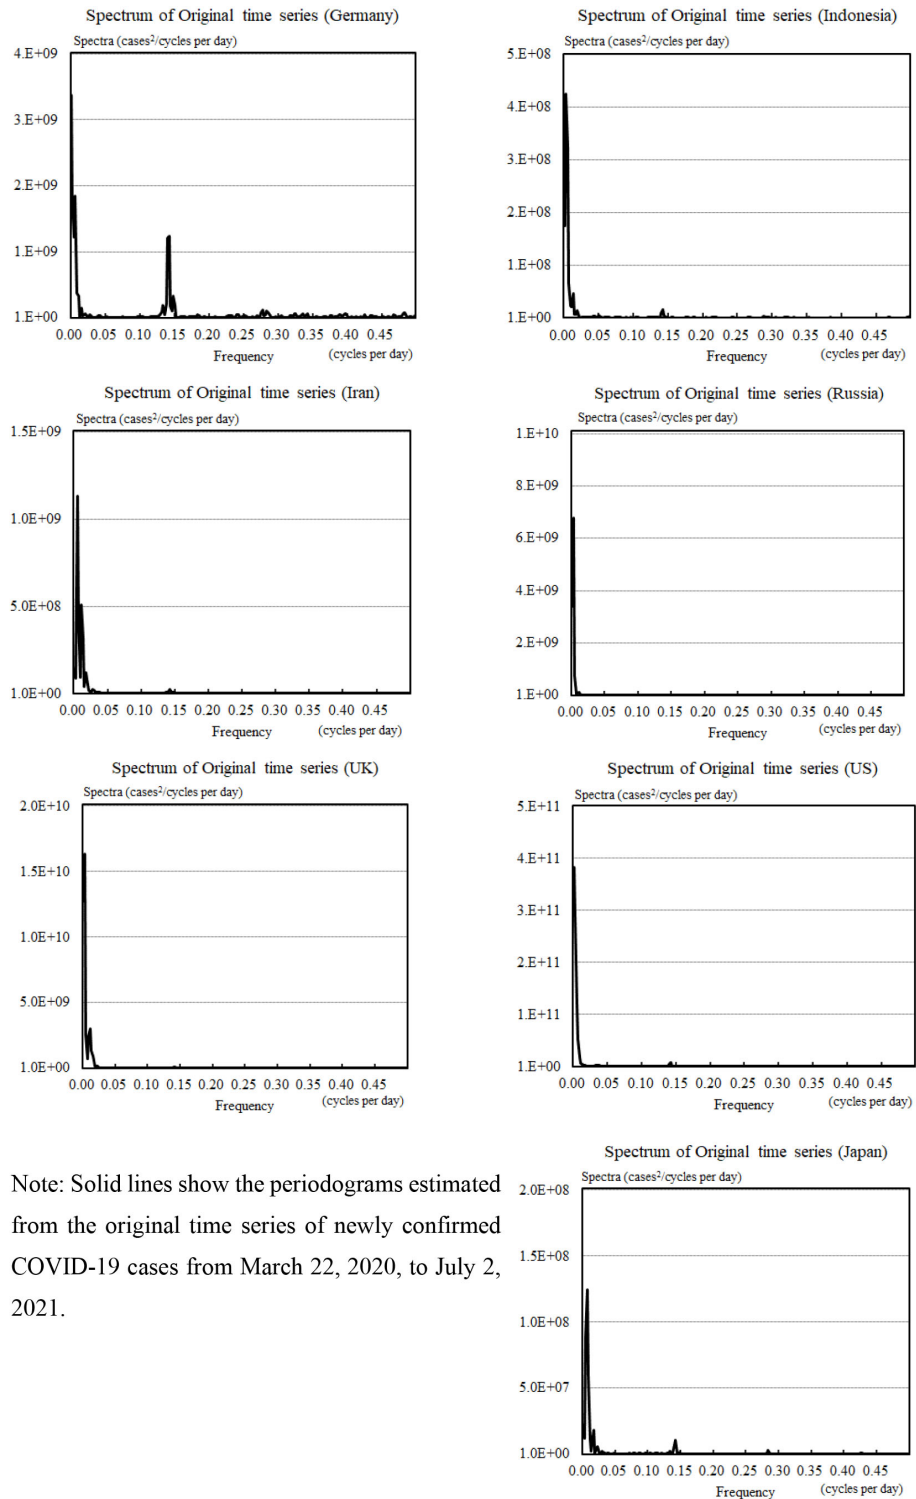 Spectrum of Original time series (Germany)
Spectra (cases²/cycles per day)
4.E+09
3.E+09
2.E+09
1.E+09
1.E+00
0.00 0.05 0.10 0.15 0.20 0.25 0.30 0.35 0.40 0.45
Frequency
(cycles per day)
Spectrum of Original time series (Indonesia)
Spectra (cases²/cycles per day)
5.E+08
4.E+08
3.E+08
2.E+08
1.E+08
1.E+00
0.00 0.05 0.10 0.15 0.20 0.25 0.30 0.35 0.40 0.45
Frequency
(cycles per day)
Spectrum of Original time series (Iran)
Spectra (cases²/cycles per day)
1.5E+09
1.0E+09
5.0E+08
1.0E+00
0.00 0.05 0.10 0.15 0.20 0.25 0.30 0.35 0.40 0.45
Frequency
(cycles per day)
Spectrum of Original time series (Russia)
Spectra (cases²/cycles per day)
1.E+10
8.E+09
6.E+09
4.E+09
2.E+09
1.E+00
0.00 0.05 0.10 0.15 0.20 0.25 0.30 0.35 0.40 0.45
Frequency
(cycles per day)
Spectrum of Original time series (UK)
Spectra (cases²/cycles per day)
2.0E+10
1.5E+10
1.0E+10
5.0E+09
1.0E+00
0.00 0.05 0.10 0.15 0.20 0.25 0.30 0.35 0.40 0.45
Frequency
(cycles per day)
Spectrum of Original time series (US)
Spectra (cases²/cycles per day)
5.E+11
4.E+11
3.E+11
2.E+11
1.E+11
1.E+00
0.00 0.05 0.10 0.15 0.20 0.25 0.30 0.35 0.40 0.45
Frequency
(cycles per day)
Note: Solid lines show the periodograms estimated
from the original time series of newly confirmed
COVID-19 cases from March 22, 2020, to July 2,
2021.
Spectrum of Original time series (Japan)
Spectra (cases²/cycles per day)
2.0E+08
1.5E+08
1.0E+08
5.0E+07
1.0E+00
0.00 0.05 0.10 0.15 0.20 0.25 0.30 0.35 0.40 0.45
Frequency
(cycles per day)